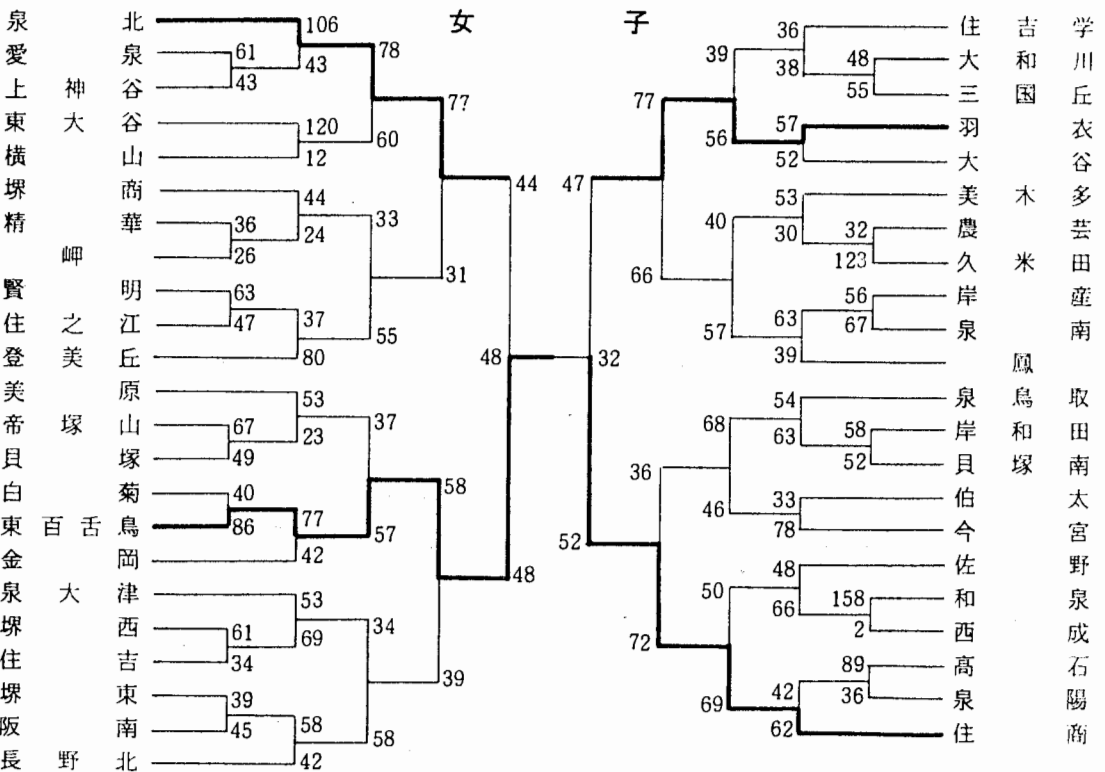 女子
泉北
愛泉
上神谷
東大谷
横山
堺商
精華
岬
賢明
住之江
登美丘
美原
帝塚山
貝塚
白菊
東百舌鳥
金岡
泉大津
堺西
住吉
堺東
阪南
長野北
106
61
43
43
120
12
78
60
77
44
36
26
24
63
47
37
80
33
55
31
44
53
67
49
23
40
86
77
42
37
57
58
53
61
34
69
39
45
58
42
34
58
39
48
48
住吉学
大和川
三国丘
羽衣
大谷
美木多
農芸
久米田
岸産
泉南
鳳
泉鳥取
岸和田
貝塚南
伯太
今宮
佐野
和泉
西成
高石
泉陽
住商
36
48
55
38
39
57
52
56
77
53
32
123
30
40
56
67
63
39
57
66
47
32
54
58
52
63
68
33
78
46
36
48
158
2
66
50
89
36
42
62
69
72
52